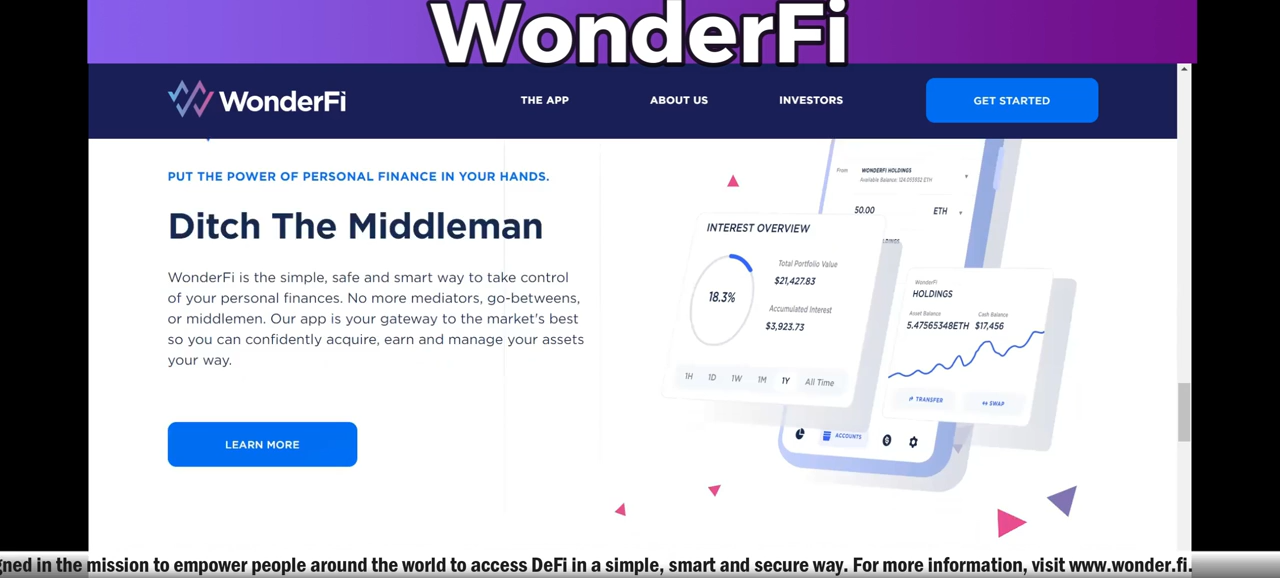 WonderFi
WonderFi
THE APP
ABOUT US
INVESTORS
GET STARTED
PUT THE POWER OF PERSONAL FINANCE IN YOUR HANDS.
Ditch The Middleman
WonderFi is the simple, safe and smart way to take control
of your personal finances. No more mediators, go-betweens,
or middlemen. Our app is your gateway to the market's best
so you can confidently acquire, earn and manage your assets
your way.
LEARN MORE
From
WONDERFI HOLDINGS
50.00
ETH
INTEREST OVERVIEW
18.3%
Total Portfolio Value
$21,427.83
Accumulated Interest
$3,923.73
1H 1D 1W 1M 1Y All Time
WonderFi
HOLDINGS
Asset Balance Cash Balance
5.47565348ETH $17,456
TRANSFER
SWAP
ACCOUNTS
gned in the mission to empower people around the world to access DeFi in a simple, smart and secure way. For more information, visit www.wonder.fi.